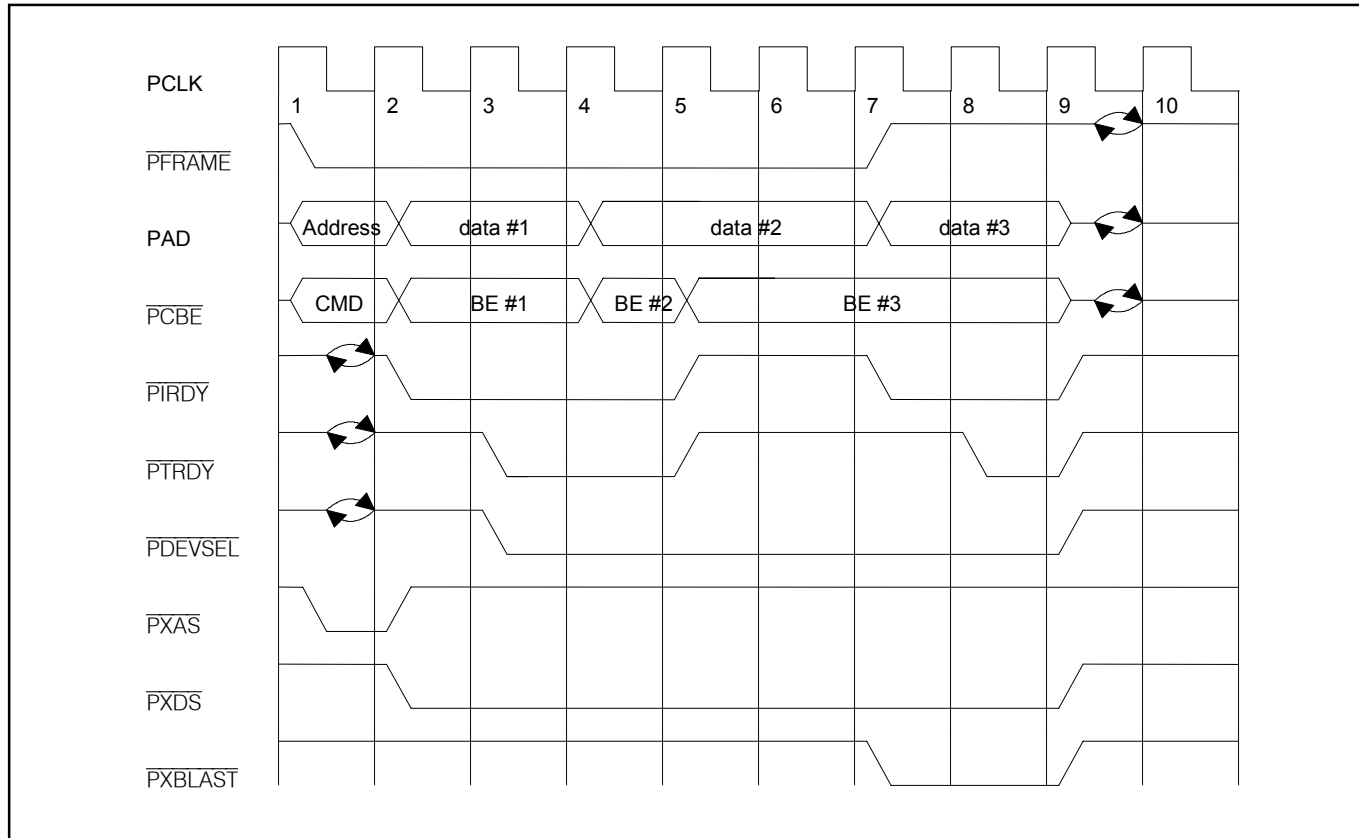 PCLK
1 2 3 4 5 6 7 8 9 10
PFRAME
PAD
Address data #1 data #2 data #3
PCBE
CMD BE #1 BE #2 BE #3
PIRDY
PTRDY
PDEVSEL
PXAS
PXDS
PXBLAST